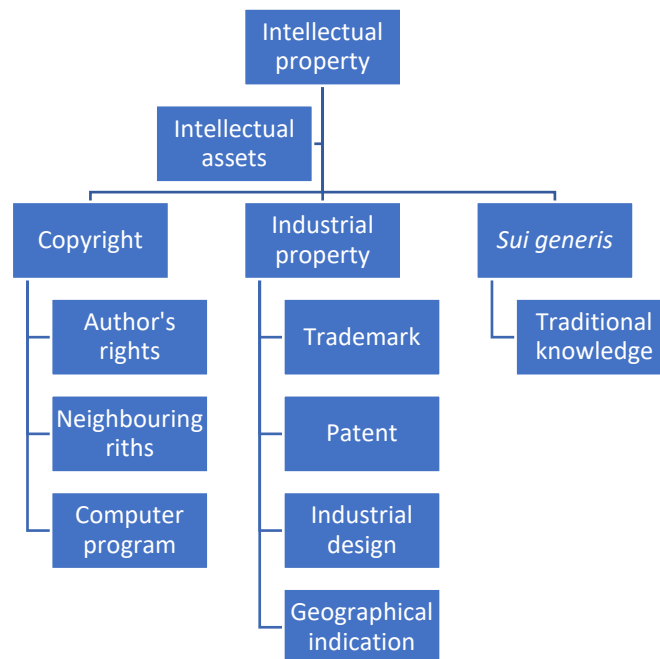 Intellectual
property
Intellectual
assets
Copyright
Industrial
property
Sui generis
Author's
rights
Trademark
Traditional
knowledge
Neighbouring
riths
Patent
Computer
program
Industrial
design
Geographical
indication